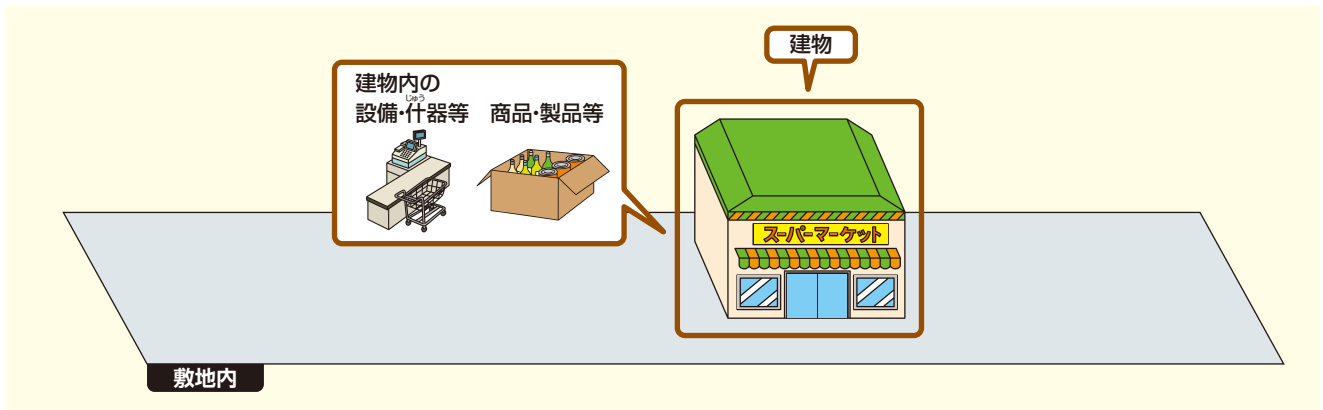 建物
建物内の
じゅう
設備・什器等 商品・製品等
スーパーマーケット
敷地内